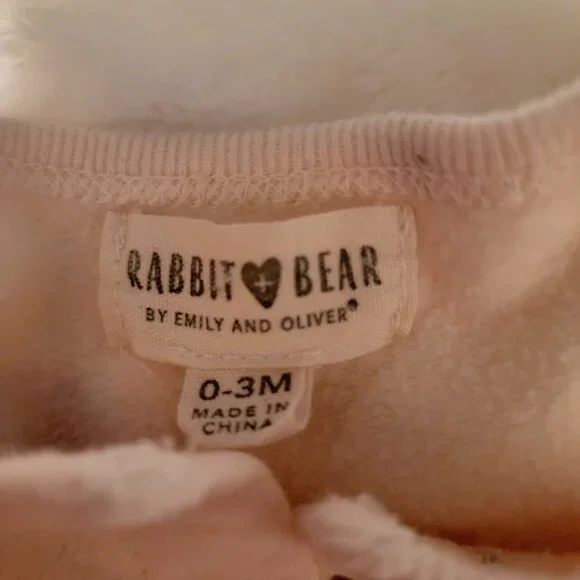 RABBIT + BEAR
BY EMILY AND OLIVER®
0-3M
MADE IN
CHINA